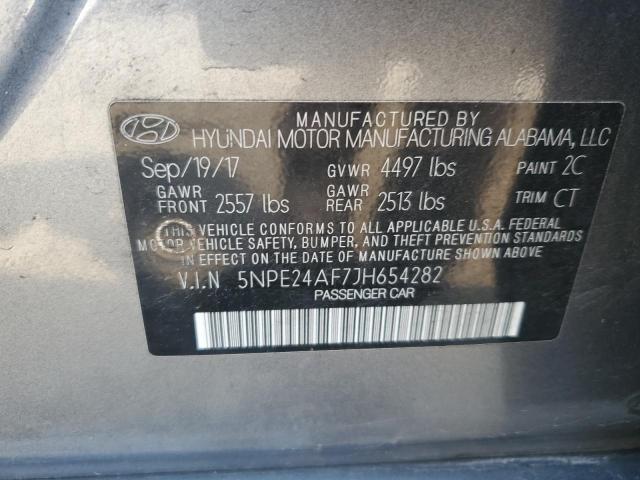 MANUFACTURED BY
HYUNDAI MOTOR MANUFACTURING ALABAMA, LLC
Sep/19/17 GVWR 4497 lbs PAINT 2C
GAWR FRONT 2557 lbs GAWR REAR 2513 lbs TRIM CT
THIS VEHICLE CONFORMS TO ALL APPLICABLE U.S.A. FEDERAL
MOTOR VEHICLE SAFETY, BUMPER, AND THEFT PREVENTION STANDARDS
IN EFFECT ON THE DATE OF MANUFACTURE SHOWN ABOVE.
V.I.N 5NPE24AF7JH654282
PASSENGER CAR